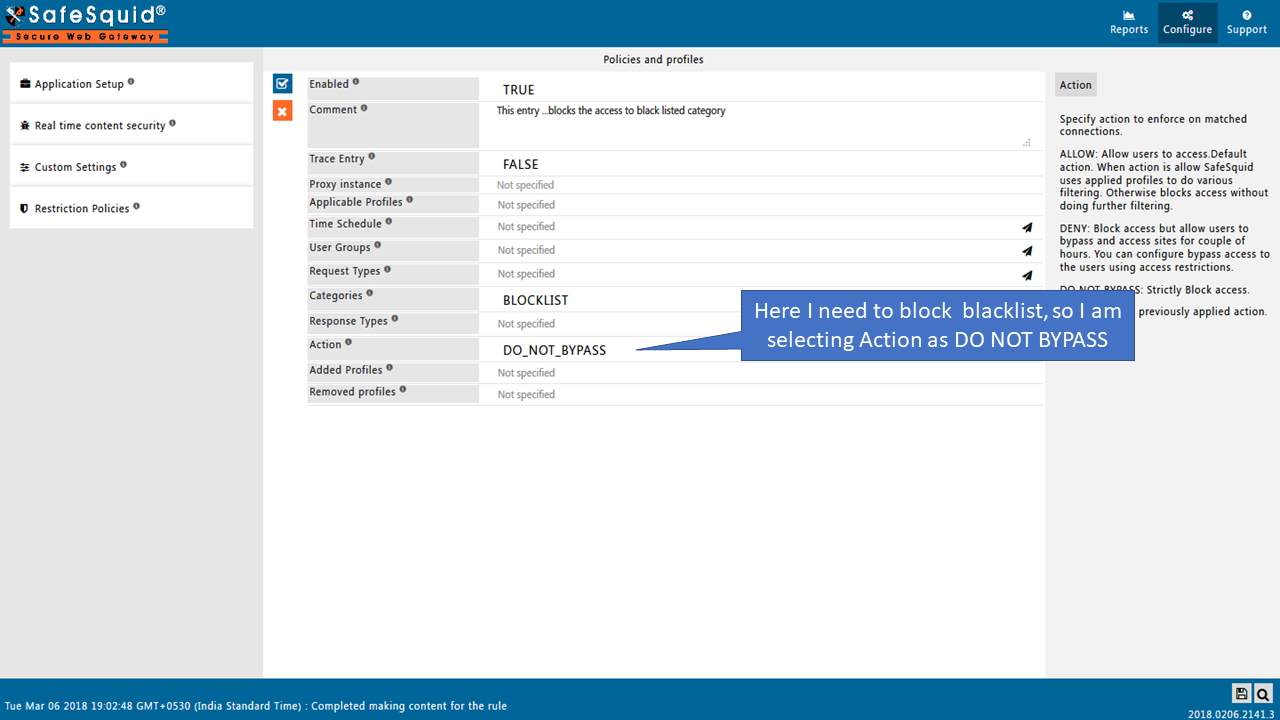 SafeSquid®
Secure Web Gateway
Reports
Configure
Support
Application Setup
Real time content security
Custom Settings
Restriction Policies
Policies and profiles
Enabled
TRUE
Comment
This entry ...blocks the access to black listed category
Trace Entry
FALSE
Proxy instance
Not specified
Applicable Profiles
Not specified
Time Schedule
Not specified
User Groups
Not specified
Request Types
Not specified
Categories
BLOCKLIST
Response Types
Not specified
Action
DO_NOT_BYPASS
Added Profiles
Not specified
Removed profiles
Not specified
Here I need to block blacklist, so I am
selecting Action as DO NOT BYPASS
Action
Specify action to enforce on matched
connections.
ALLOW: Allow users to access.Default
action. When action is allow SafeSquid
uses applied profiles to do various
filtering. Otherwise blocks access without
doing further filtering.
DENY: Block access but allow users to
bypass and access sites for couple of
hours. You can configure bypass access to
the users using access restrictions.
DO NOT BYPASS: Strictly Block access.
previously applied action.
Tue Mar 06 2018 19:02:48 GMT+0530 (India Standard Time) : Completed making content for the rule
2018.0206.2141.3